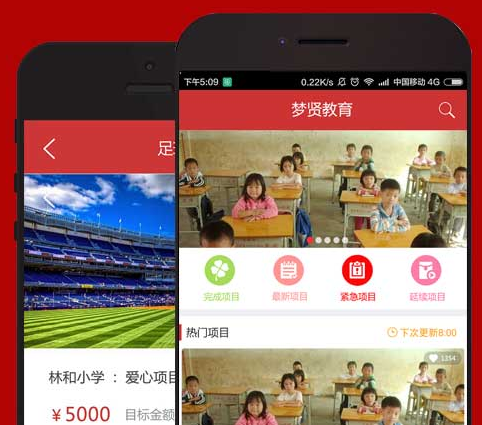 下午5:09
0.22K/s
中国移动 4G
梦贤教育
完成项目
最新项目
紧急项目
延续项目
热门项目
下次更新8:00
1254
足
林和小学 ： 爱心项目
¥5000 目标金额